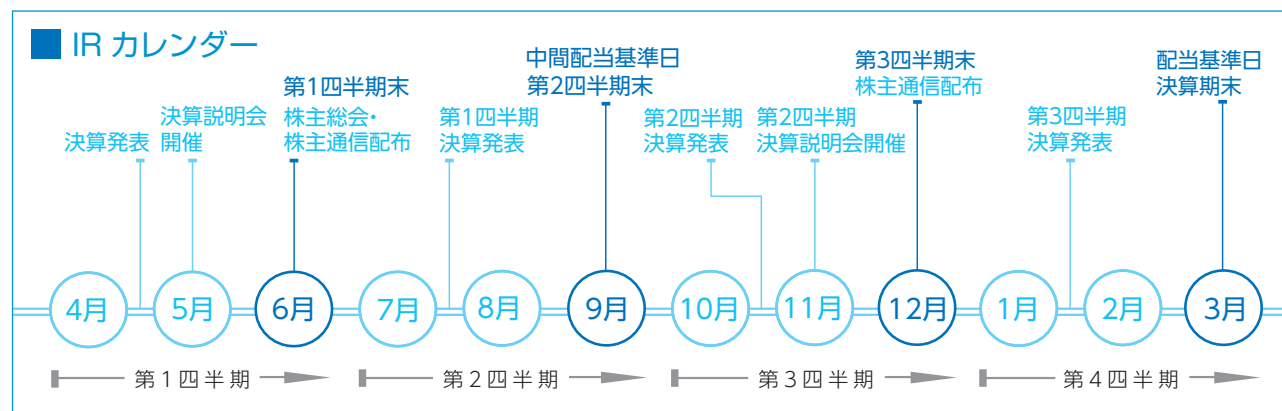 IR カレンダー
決算発表
決算説明会
開催
第1四半期末
株主総会・
株主通信配布
第1四半期
決算発表
中間配当基準日
第2四半期末
第2四半期
決算発表
第2四半期
決算説明会開催
第3四半期末
株主通信配布
第3四半期
決算発表
配当基準日
決算期末
4月
5月
6月
7月
8月
9月
10月
11月
12月
1月
2月
3月
第1四半期
第2四半期
第3四半期
第4四半期